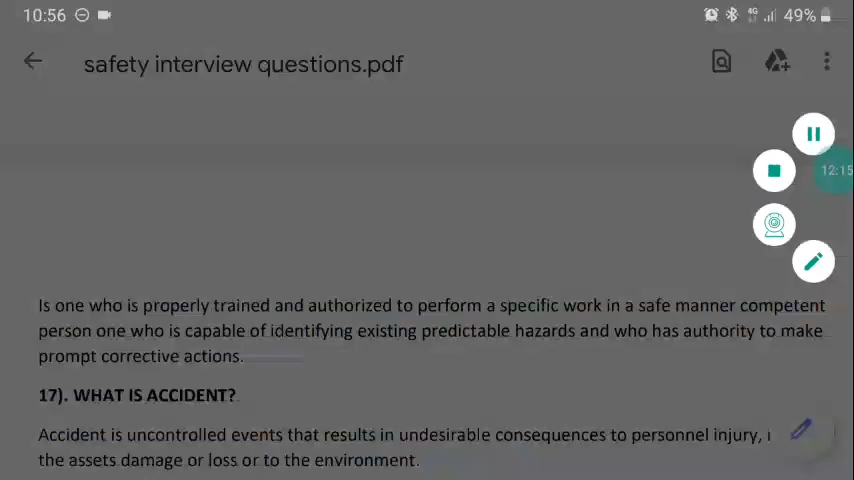 10:56 4G 49%
safety interview questions.pdf
12:15
Is one who is properly trained and authorized to perform a specific work in a safe manner competent
person one who is capable of identifying existing predictable hazards and who has authority to make
prompt corrective actions.
17). WHAT IS ACCIDENT?
Accident is uncontrolled events that results in undesirable consequences to personnel injury,
the assets damage or loss or to the environment.